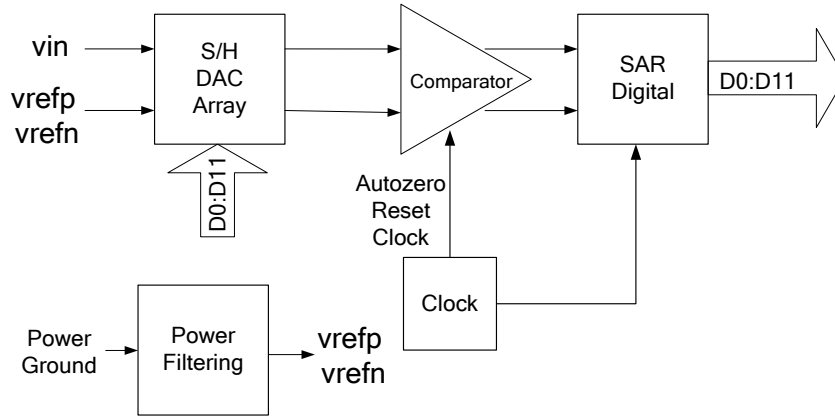 vin
vrefp
vrefn
S/H
DAC
Array
D0:D11
Comparator
SAR
Digital
D0:D11
Autozero
Reset
Clock
Clock
Power
Ground
Power
Filtering
vrefp
vrefn